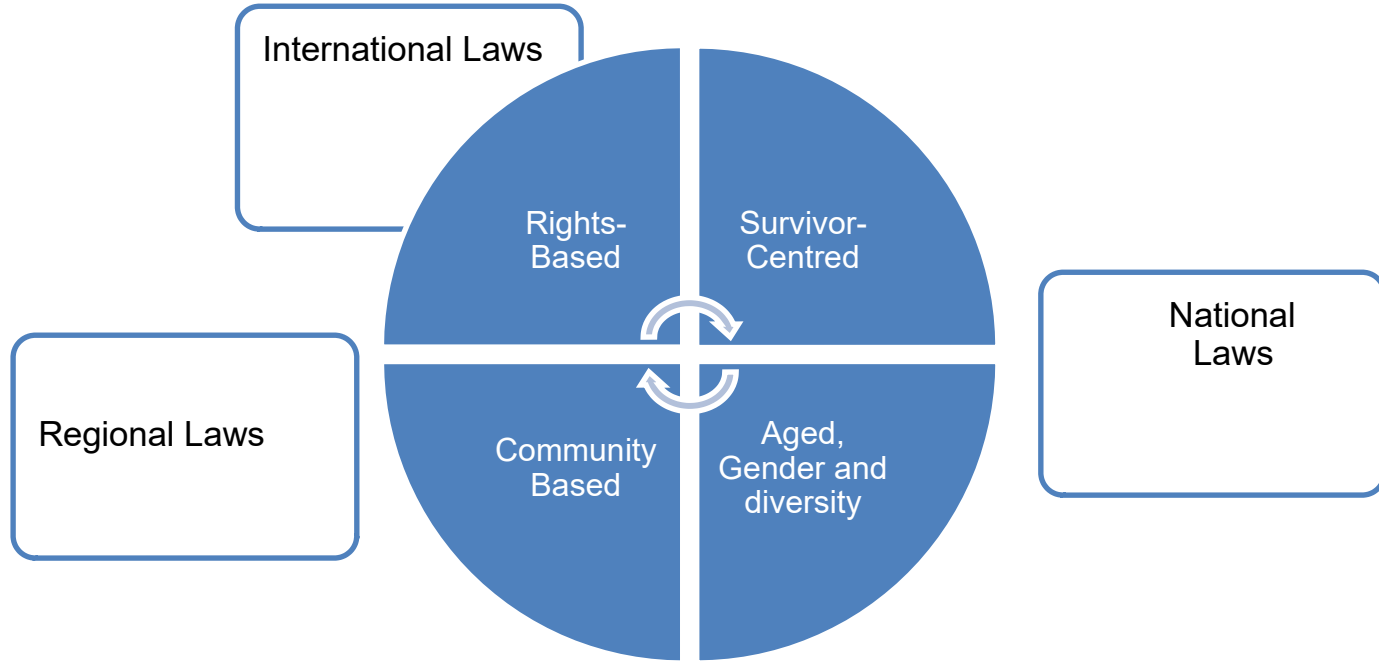 International Laws
Rights-
Based
Survivor-
Centred
National
Laws
Regional Laws
Community
Based
Aged,
Gender and
diversity